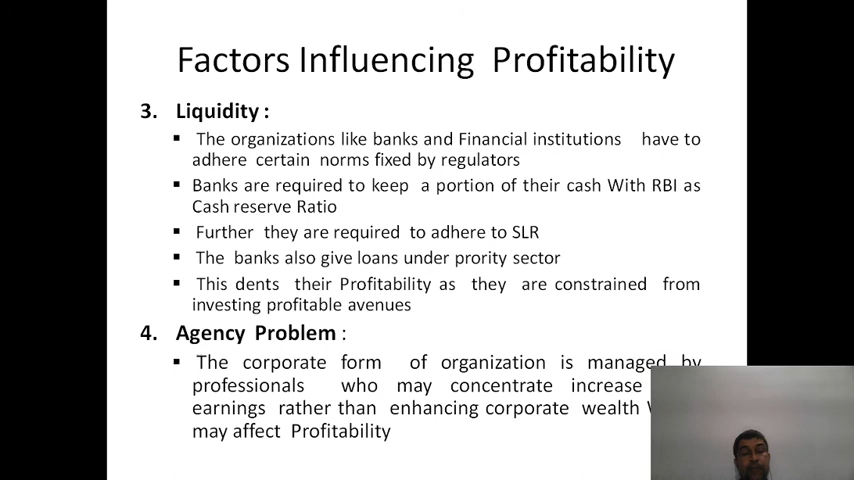 Factors Influencing Profitability
3. Liquidity :
▪ The organizations like banks and Financial institutions have to
adhere certain norms fixed by regulators
▪ Banks are required to keep a portion of their cash With RBI as
Cash reserve Ratio
▪ Further they are required to adhere to SLR
▪ The banks also give loans under prority sector
▪ This dents their Profitability as they are constrained from
investing profitable avenues
4. Agency Problem :
▪ The corporate form of organization is managed by
professionals who may concentrate increase
earnings rather than enhancing corporate wealth
may affect Profitability